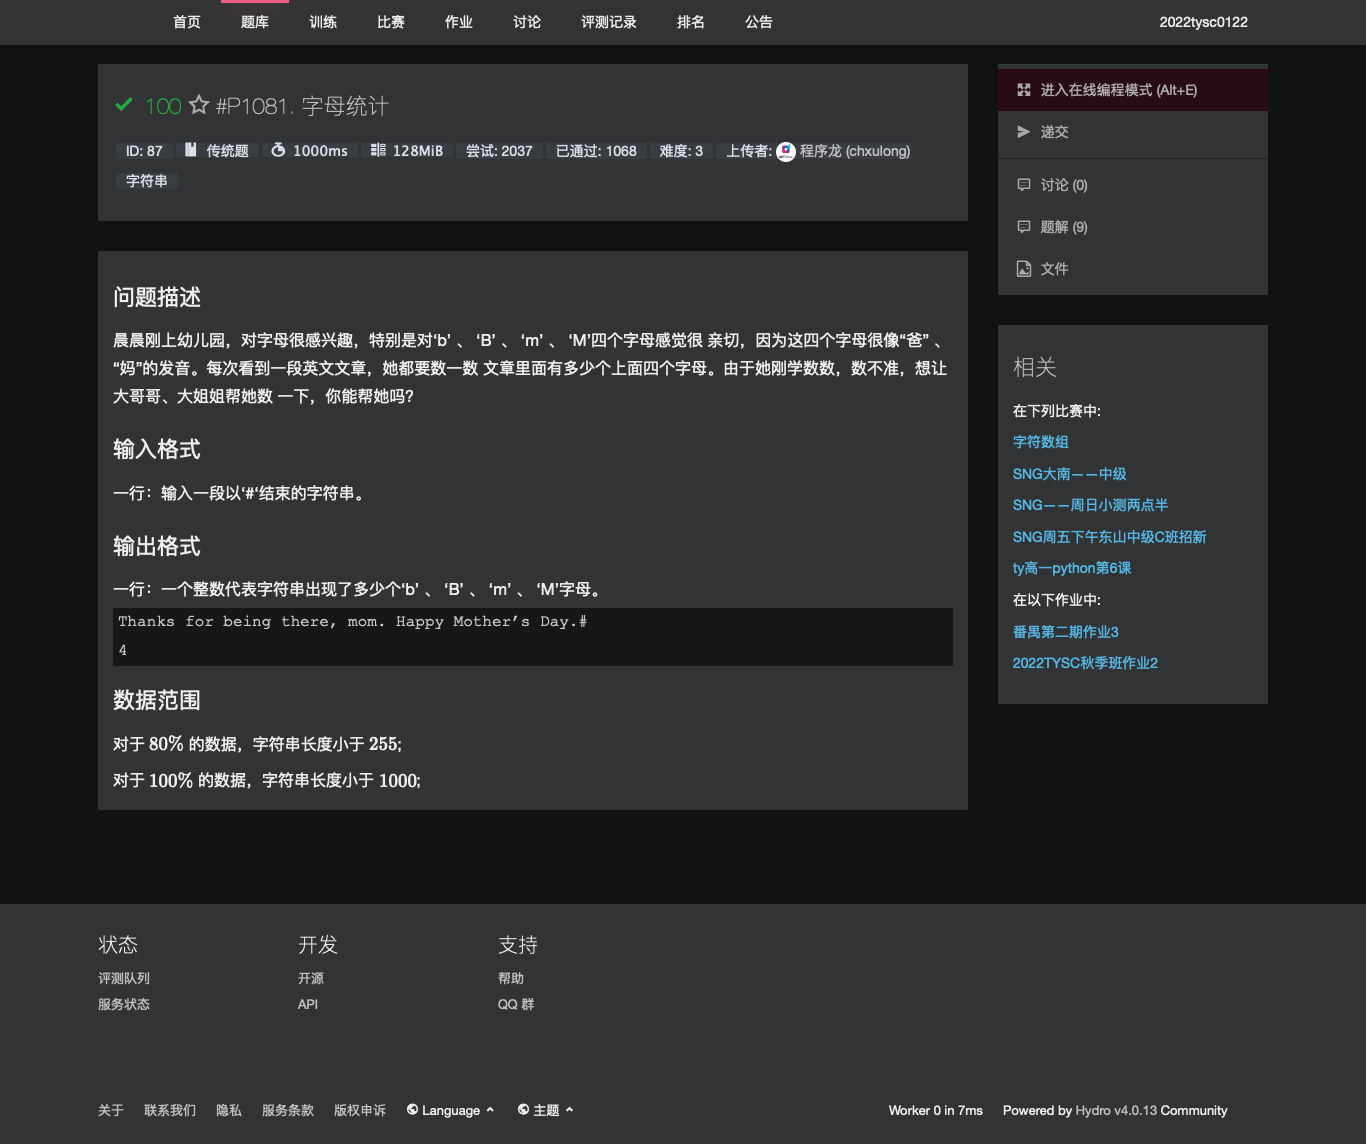 首页 题库 训练 比赛 作业 讨论 评测记录 排名 公告 2022tysc0122
100 #P1081. 字母统计
ID: 87 传统题 1000ms 128MiB 尝试: 2037 已通过: 1068 难度: 3 上传者: 程序龙 (chxulong)
字符串
问题描述
晨晨刚上幼儿园，对字母很感兴趣，特别是对‘b’ 、 ‘B’ 、 ‘m’ 、 ‘M’四个字母感觉很 亲切，因为这四个字母很像“爸” 、
“妈”的发音。每次看到一段英文文章，她都要数一数 文章里面有多少个上面四个字母。由于她刚学数数，数不准，想让
大哥哥、大姐姐帮她数 一下，你能帮她吗?
输入格式
一行：输入一段以‘#‘结束的字符串。
输出格式
一行：一个整数代表字符串出现了多少个‘b’ 、 ‘B’ 、 ‘m’ 、 ‘M’字母。
Thanks for being there, mom. Happy Mother’s Day.#
4
数据范围
对于 80% 的数据，字符串长度小于 255;
对于 100% 的数据，字符串长度小于 1000;
进入在线编程模式 (Alt+E)
递交
讨论 (0)
题解 (9)
文件
相关
在下列比赛中:
字符数组
SNG大南——中级
SNG——周日小测两点半
SNG周五下午东山中级C班招新
ty高一python第6课
在以下作业中:
番禺第二期作业3
2022TYSC秋季班作业2
状态 开发 支持
评测队列 开源 帮助
服务状态 API QQ 群
关于 联系我们 隐私 服务条款 版权申诉 Language 主题 Worker 0 in 7ms Powered by Hydro v4.0.13 Community